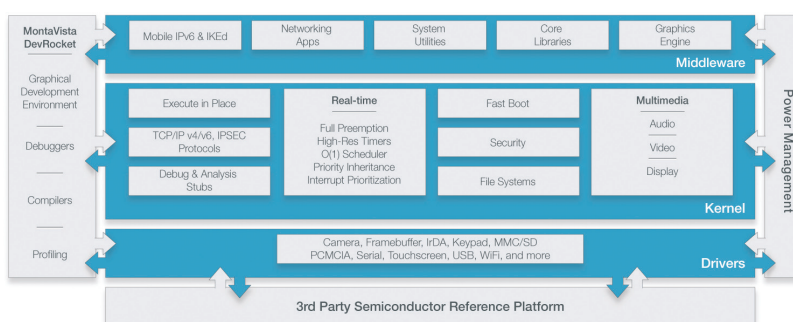 MontaVista
DevRocket
Graphical
Development
Environment
Debuggers
Compilers
Profiling
Mobile IPv6 & IKEd
Networking
Apps
System
Utilities
Core
Libraries
Graphics
Engine
Middleware
Execute in Place
TCP/IP v4/v6, IPSEC
Protocols
Debug & Analysis
Stubs
Real-time
Full Preemption
High-Res Timers
O(1) Scheduler
Priority Inheritance
Interrupt Prioritization
Fast Boot
Security
File Systems
Multimedia
Audio
Video
Display
Kernel
Camera, Framebuffer, IrDA, Keypad, MMC/SD
PCMCIA, Serial, Touchscreen, USB, WiFi, and more
Drivers
3rd Party Semiconductor Reference Platform
Power Management